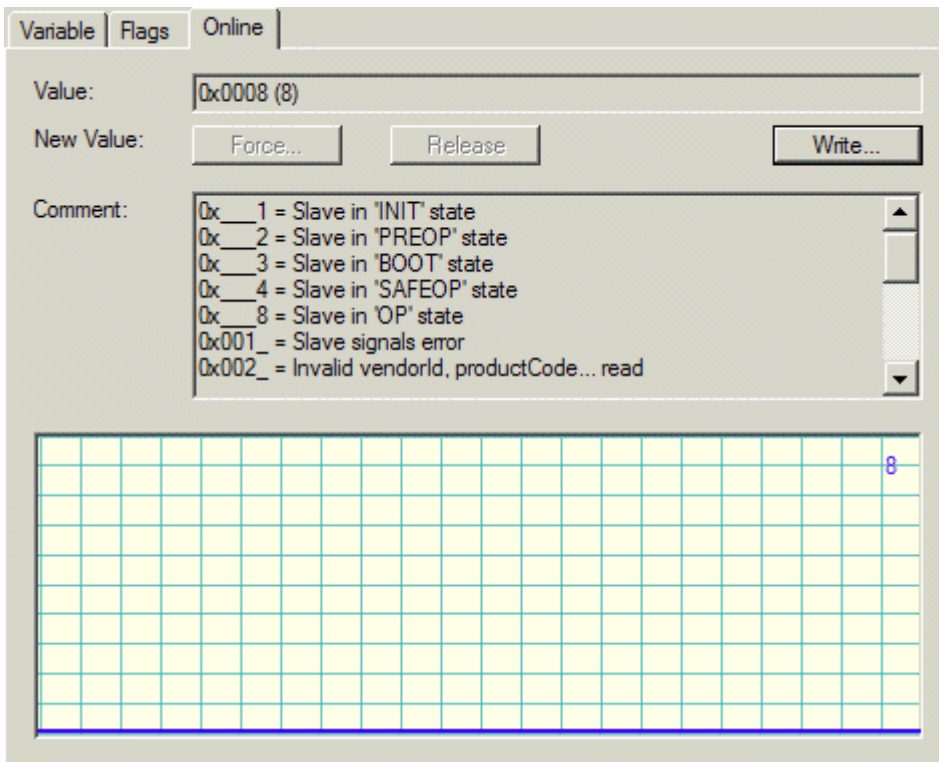 Variable Flags Online
Value: 0x0008 (8)
New Value: Force... Release Write...
Comment: 0x___1 = Slave in 'INIT' state
0x___2 = Slave in 'PREOP' state
0x___3 = Slave in 'BOOT' state
0x___4 = Slave in 'SAFEOP' state
0x___8 = Slave in 'OP' state
0x001_ = Slave signals error
0x002_ = Invalid vendorId, productCode... read
8